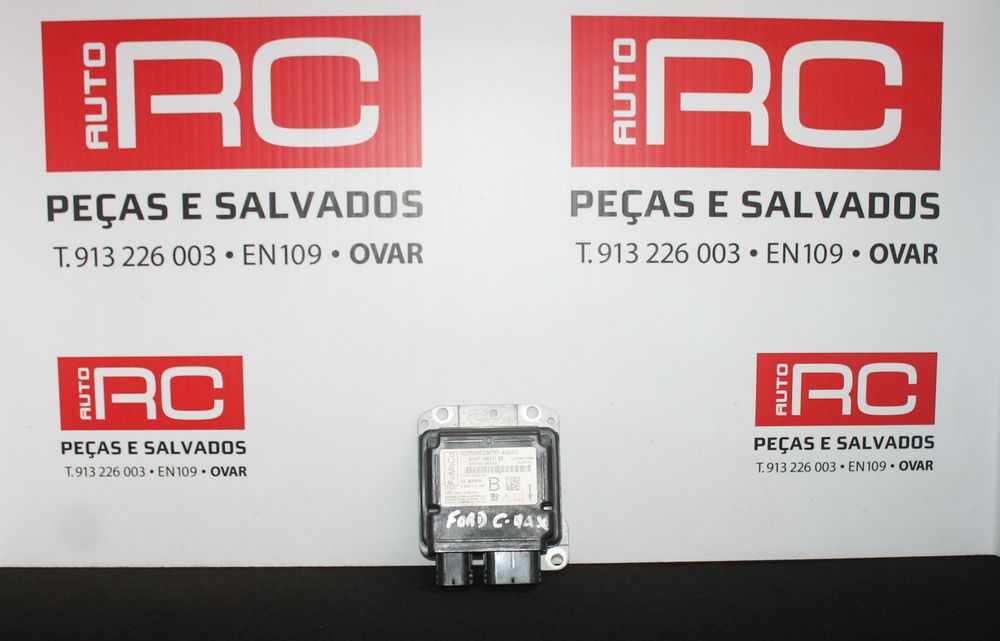 AUTO RC
PEÇAS E SALVADOS
T. 913 226 003 • EN109 • OVAR
AUTO RC
PEÇAS E SALVADOS
T. 913 226 003 • EN109 • OVAR
AUTO RC
PEÇAS E SALVADOS
T. 913 226 003 • EN109 • OVAR
AUTO RC
PEÇAS E SALVADOS
T. 913 226 003 • EN109 • OVAR
FoMoCo
RESTRAINT CONTROL MODULE
BOSCH
B
FORD C-MAX